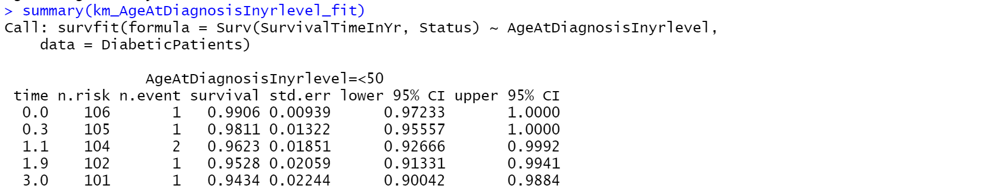 > summary(km_AgeAtDiagnosisInyrlevel_fit)
Call: survfit(formula = Surv(SurvivalTimeInYr, Status) ~ AgeAtDiagnosisInyrlevel,
    data = DiabeticPatients)

                AgeAtDiagnosisInyrlevel=<50
 time n.risk n.event survival std.err lower 95% CI upper 95% CI
  0.0    106       1   0.9906 0.00939      0.97233       1.0000
  0.3    105       1   0.9811 0.01322      0.95557       1.0000
  1.1    104       2   0.9623 0.01851      0.92666       0.9992
  1.9    102       1   0.9528 0.02059      0.91331       0.9941
  3.0    101       1   0.9434 0.02244      0.90042       0.9884